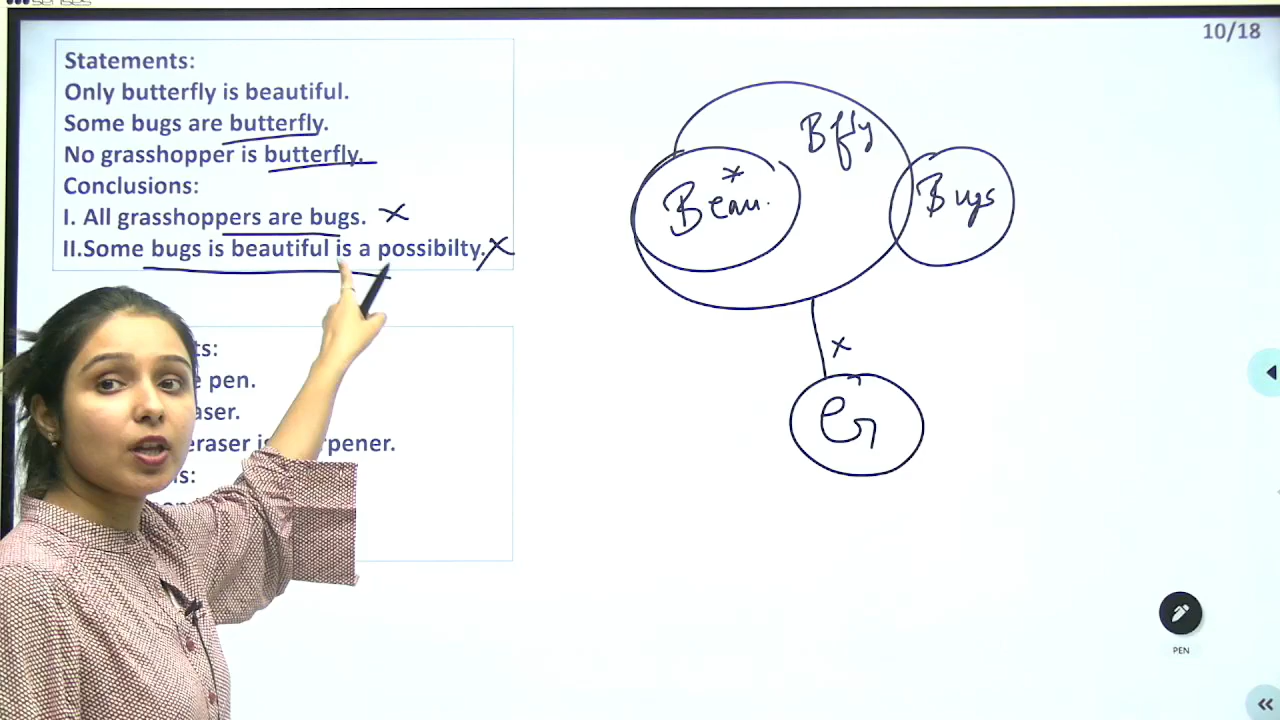 10/18
Statements:
Only butterfly is beautiful.
Some bugs are butterfly.
No grasshopper is butterfly.
Conclusions:
I. All grasshoppers are bugs. ×
II.Some bugs is beautiful is a possibilty. ×
ts:
pen.
eraser is
rpener.
Bfly
×
Beau.
Bugs
×
G
PEN